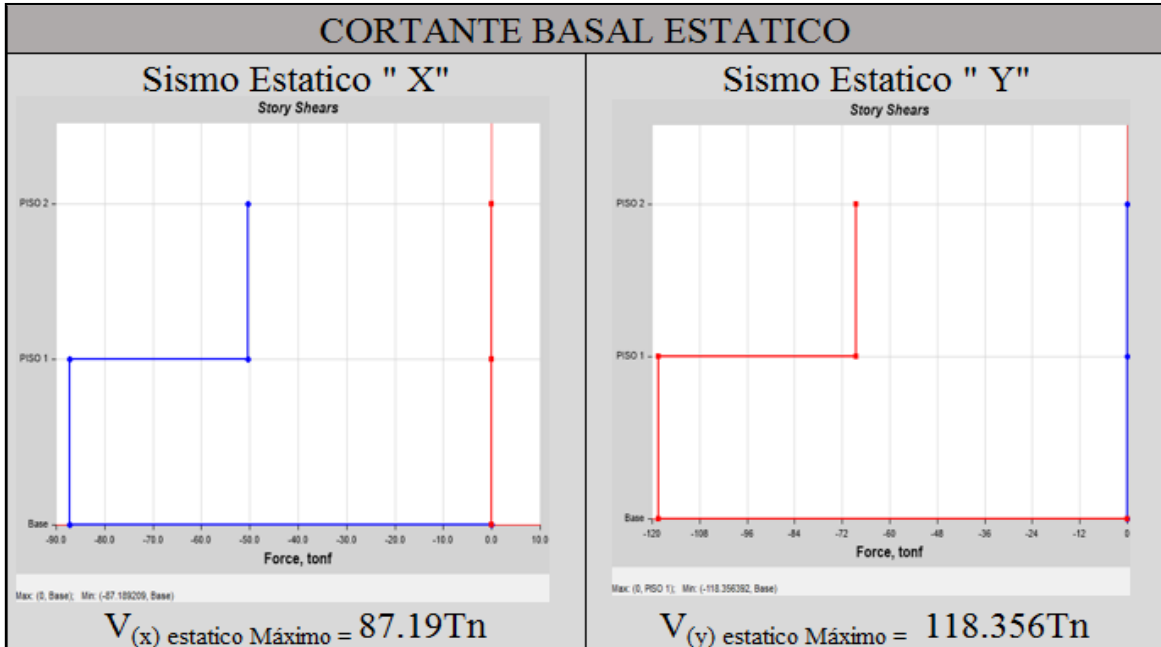 CORTANTE BASAL ESTATICO
Sismo Estatico " X"
Story Shears
PISO 2
PISO 1
Base
-90.0 -80.0 -70.0 -60.0 -50.0 -40.0 -30.0 -20.0 -10.0 0.0 10.0
Force, tonf
Max: (0, Base); Min: (-87.189209, Base)
V(x) estatico Máximo = 87.19Tn
Sismo Estatico " Y"
Story Shears
PISO 2
PISO 1
Base
-120 -108 -96 -84 -72 -60 -48 -36 -24 -12 0
Force, tonf
Max: (0, PISO 1); Min: (-118.356392, Base)
V(y) estatico Máximo = 118.356Tn